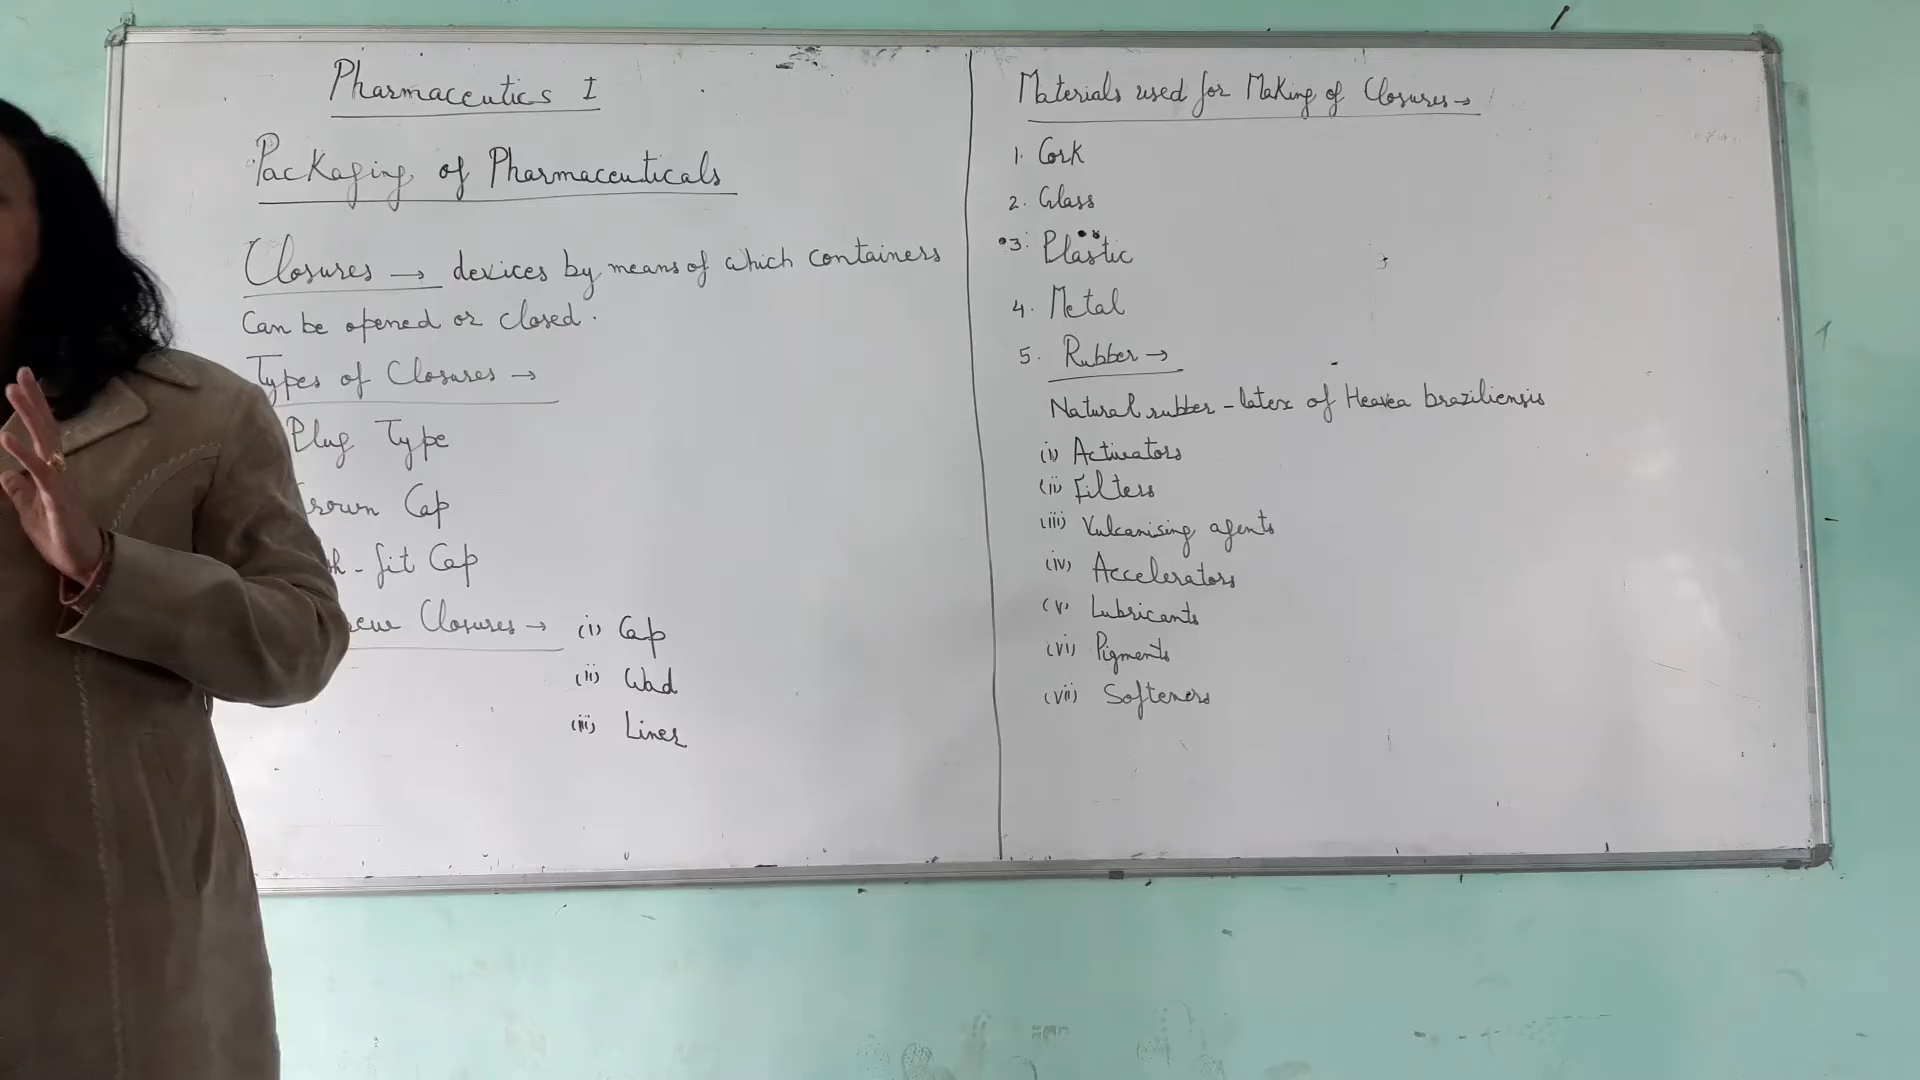 Pharmaceutics I
Packaging of Pharmaceuticals
Closures → devices by means of which containers
Can be opened or closed.
Types of Closures →
Plug Type
Crown Cap
fit Cap
Closures → (i) Cap
(ii) Wad
(iii) Liner
Materials used for Making of Closures →
1. Cork
2. Glass
3. Plastic
4. Metal
5. Rubber →
Natural rubber - latex of Heavea braziliensis
(i) Activators
(ii) Filters
(iii) Vulcanising agents
(iv) Accelerators
(v) Lubricants
(vi) Pigments
(vii) Softeners